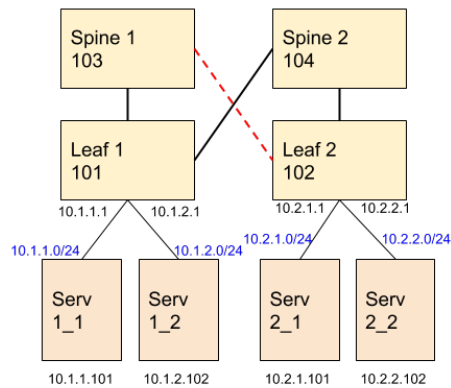 Spine 1
103
Spine 2
104
Leaf 1
101
Leaf 2
102
10.1.1.1
10.1.2.1
10.2.1.1
10.2.2.1
10.1.1.0/24
10.1.2.0/24
10.2.1.0/24
10.2.2.0/24
Serv
1_1
Serv
1_2
Serv
2_1
Serv
2_2
10.1.1.101
10.1.2.102
10.2.1.101
10.2.2.102